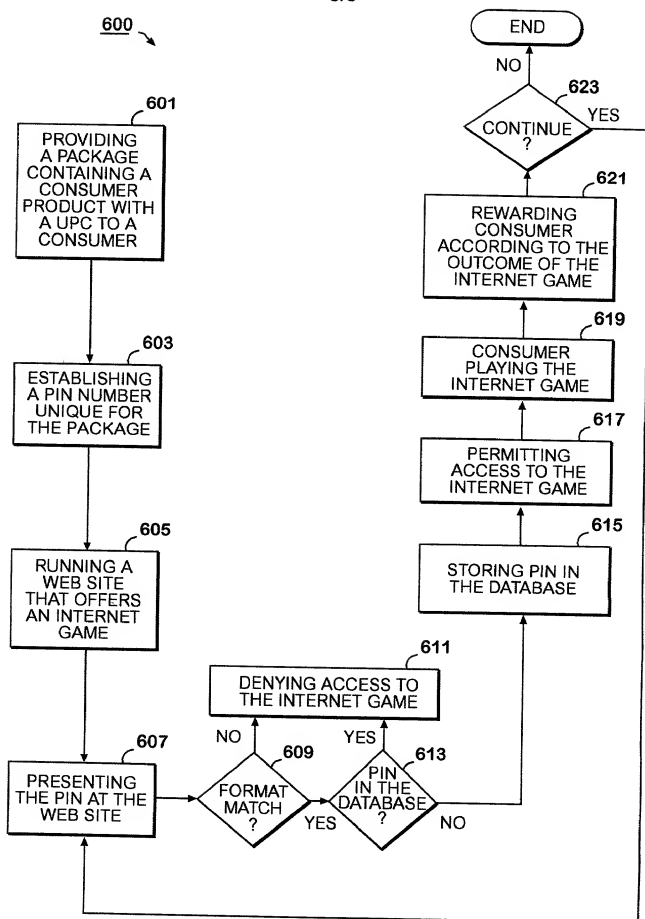 600
END
NO
623
CONTINUE
?
YES
601
PROVIDING
A PACKAGE
CONTAINING A
CONSUMER
PRODUCT WITH
A UPC TO A
CONSUMER
621
REWARDING
CONSUMER
ACCORDING TO THE
OUTCOME OF THE
INTERNET GAME
603
ESTABLISHING
A PIN NUMBER
UNIQUE FOR
THE PACKAGE
619
CONSUMER
PLAYING THE
INTERNET GAME
617
PERMITTING
ACCESS TO THE
INTERNET GAME
605
RUNNING A
WEB SITE
THAT OFFERS
AN INTERNET
GAME
615
STORING PIN IN
THE DATABASE
611
DENYING ACCESS TO
THE INTERNET GAME
607
PRESENTING
THE PIN AT THE
WEB SITE
NO
609
FORMAT
MATCH
?
YES
YES
613
PIN
IN THE
DATABASE
?
NO